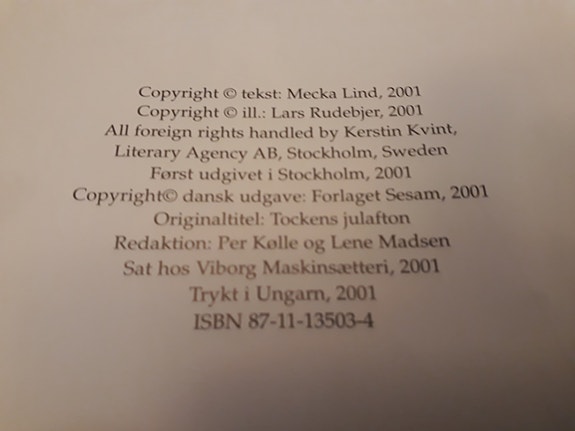 Copyright © tekst: Mecka Lind, 2001
Copyright © ill.: Lars Rudebjer, 2001
All foreign rights handled by Kerstin Kvint,
Literary Agency AB, Stockholm, Sweden
Først udgivet i Stockholm, 2001
Copyright© dansk udgave: Forlaget Sesam, 2001
Originaltitel: Tockens julafton
Redaktion: Per Kølle og Lene Madsen
Sat hos Viborg Maskinsætteri, 2001
Trykt i Ungarn, 2001
ISBN 87-11-13503-4